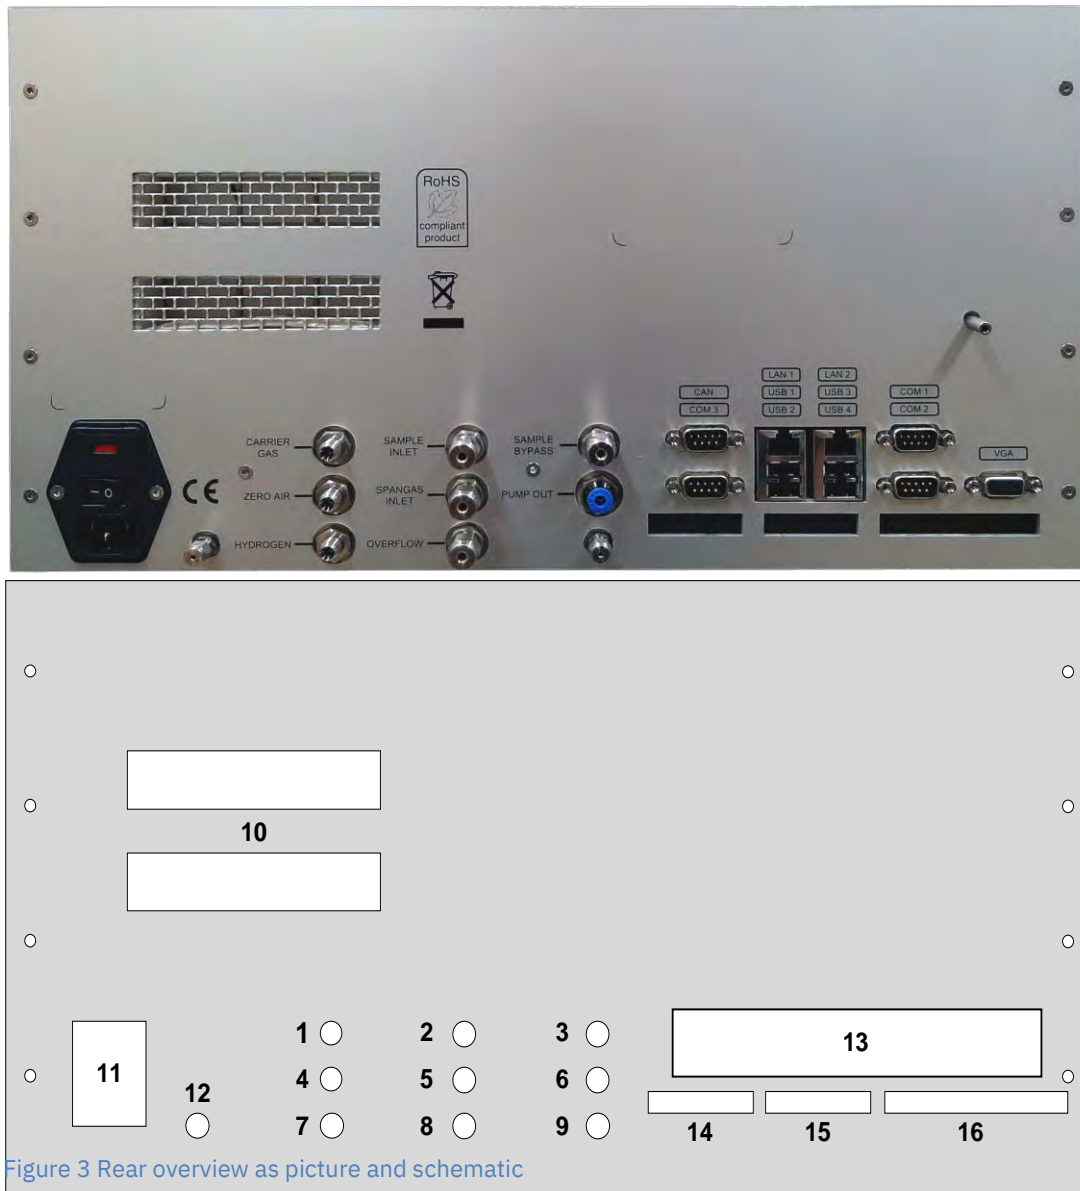 RoHS
compliant
product
LAN 1
LAN 2
CAN
USB 1
USB 3
COM 1
COM 3
USB 2
USB 4
COM 2
CARRIER
GAS
SAMPLE
INLET
SAMPLE
BYPASS
VGA
CE
ZERO AIR
SPANGAS
INLET
PUMP OUT
HYDROGEN
OVERFLOW
10
11
12
1
2
3
13
4
5
6
7
8
9
14
15
16
Figure 3 Rear overview as picture and schematic